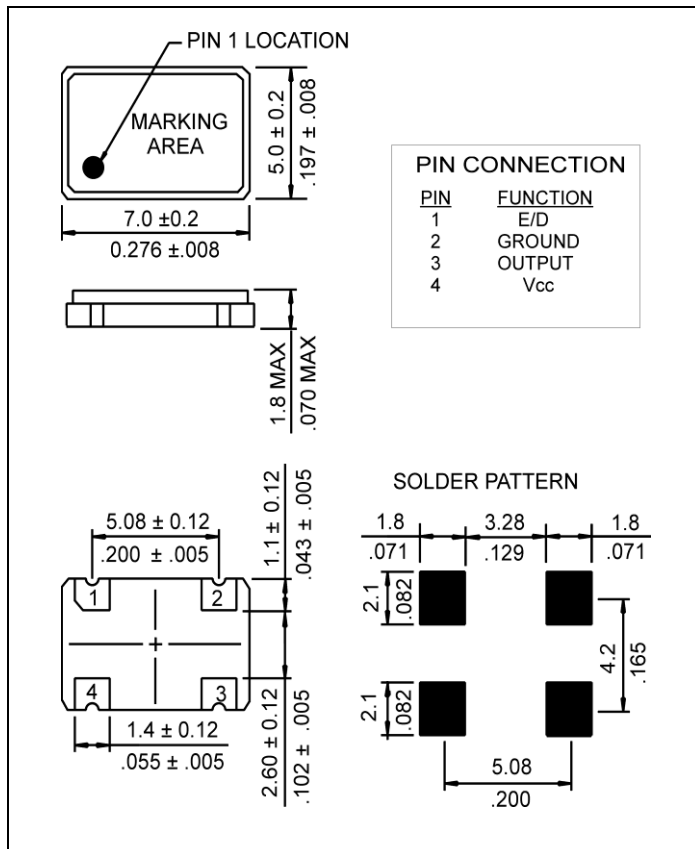 PIN 1 LOCATION
MARKING
AREA
5.0 ± 0.2
.197 ± .008
7.0 ±0.2
0.276 ±.008
PIN CONNECTION
PIN FUNCTION
1 E/D
2 GROUND
3 OUTPUT
4 Vcc
1.8 MAX
.070 MAX
5.08 ± 0.12
.200 ± .005
1.1 ± 0.12
.043 ± .005
1 2
4 3
1.4 ± 0.12
.055 ± .005
2.60 ± 0.12
.102 ± .005
SOLDER PATTERN
1.8 3.28 1.8
.071 .129 .071
2.1
.082
4.2
.165
2.1
.082
5.08
.200